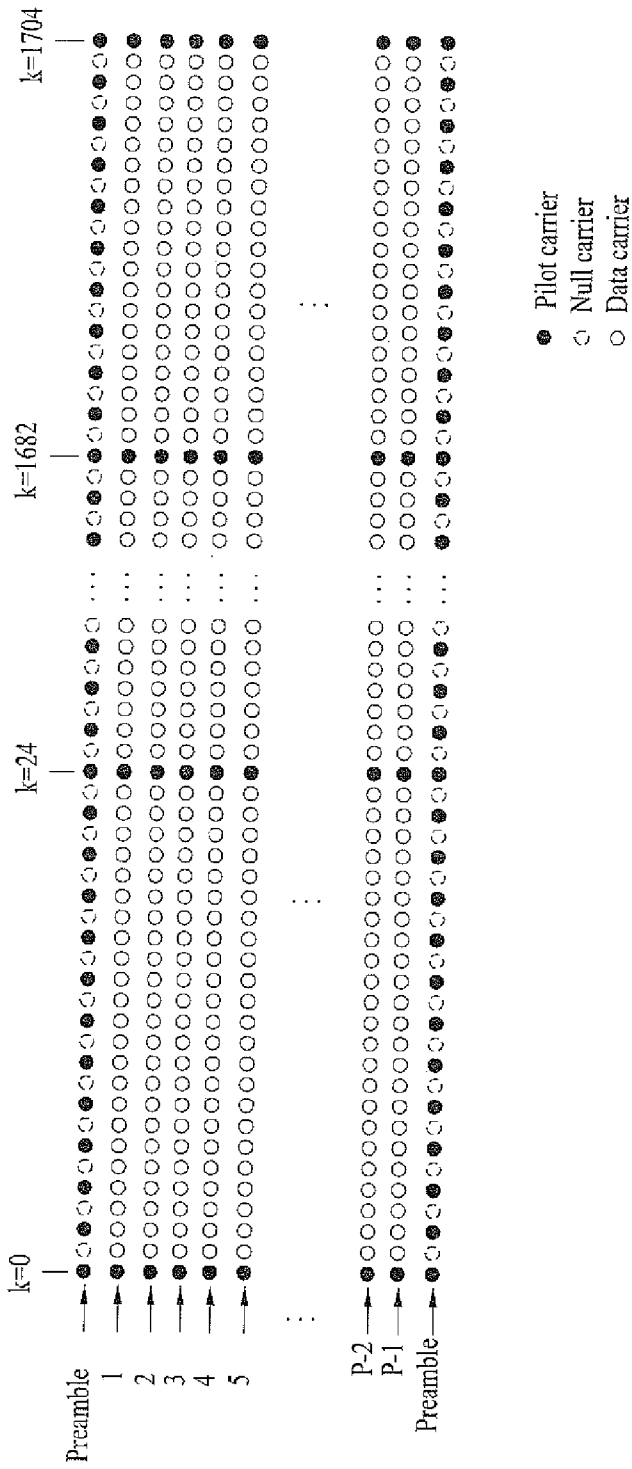 k=0
k=24
k=1682
k=1704
Preamble
1
2
3
4
5
P-2
P-1
Preamble
Pilot carrier
Null carrier
Data carrier